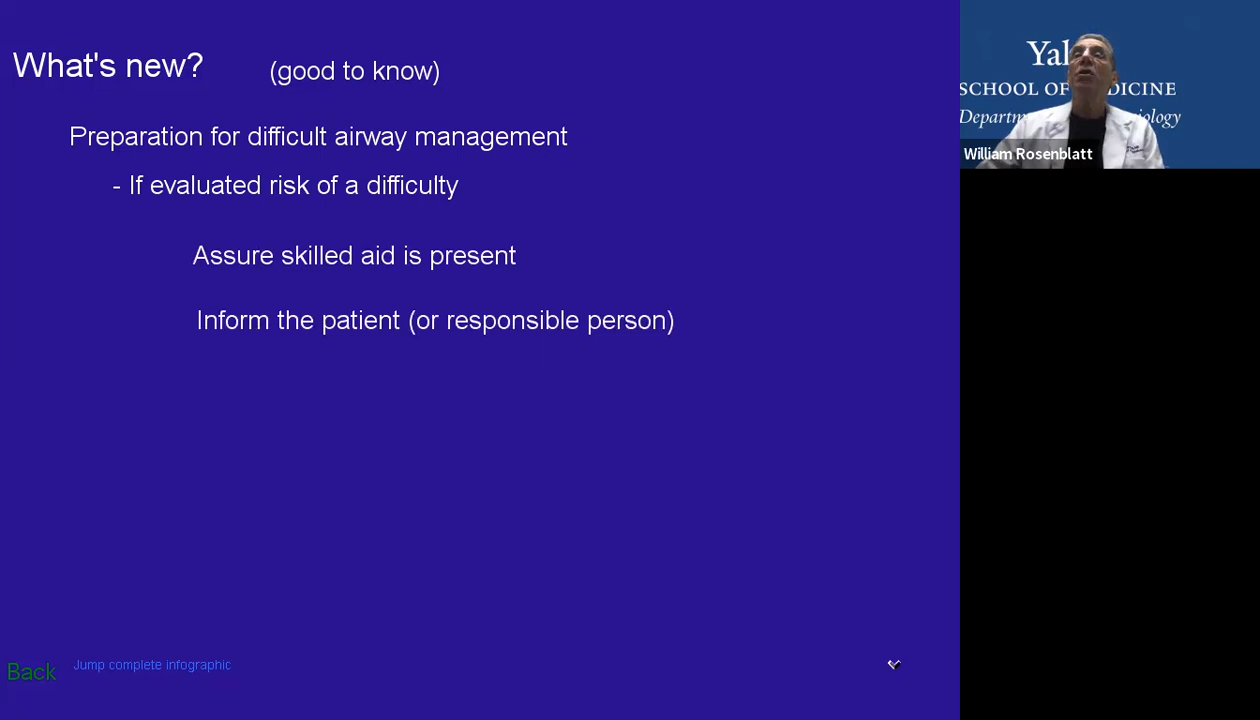 What's new?
(good to know)
Preparation for difficult airway management
- If evaluated risk of a difficulty
Assure skilled aid is present
Inform the patient (or responsible person)
Back
Jump complete infographic
SCHOOL OF
William Rosenblatt